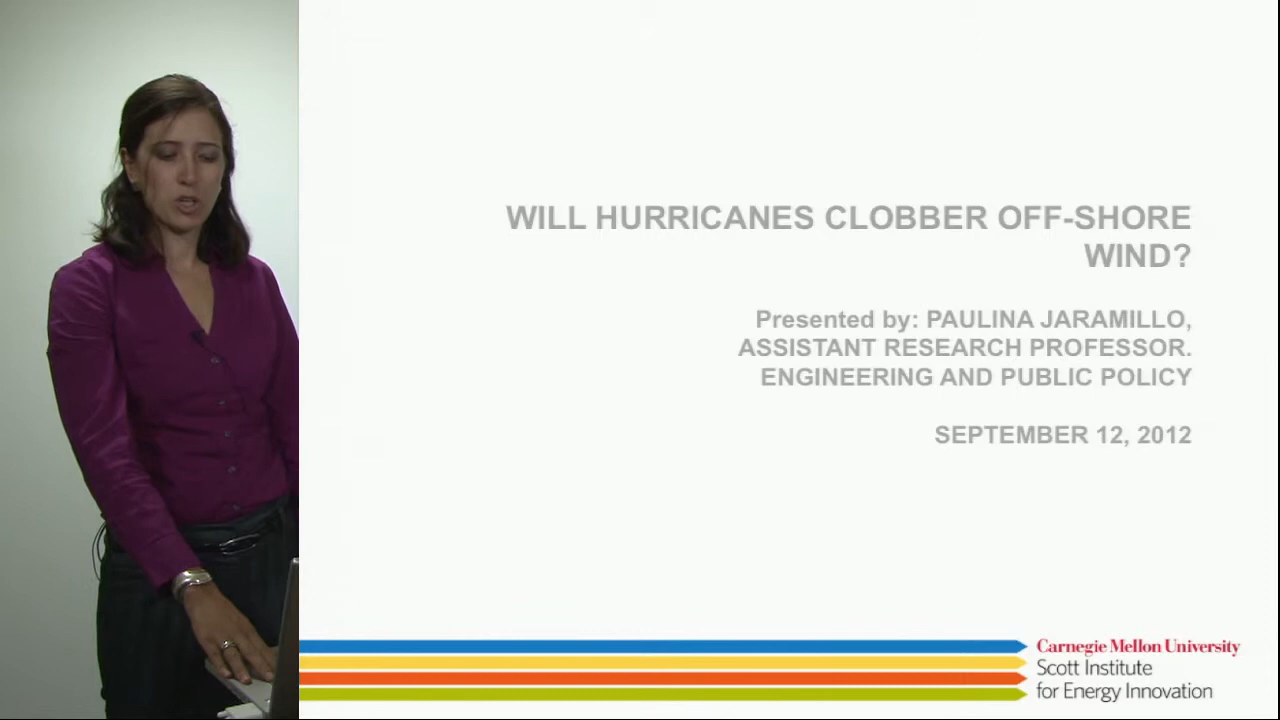 WILL HURRICANES CLOBBER OFF-SHORE
WIND?
Presented by: PAULINA JARAMILLO,
ASSISTANT RESEARCH PROFESSOR.
ENGINEERING AND PUBLIC POLICY
SEPTEMBER 12, 2012
Carnegie Mellon University
Scott Institute
for Energy Innovation